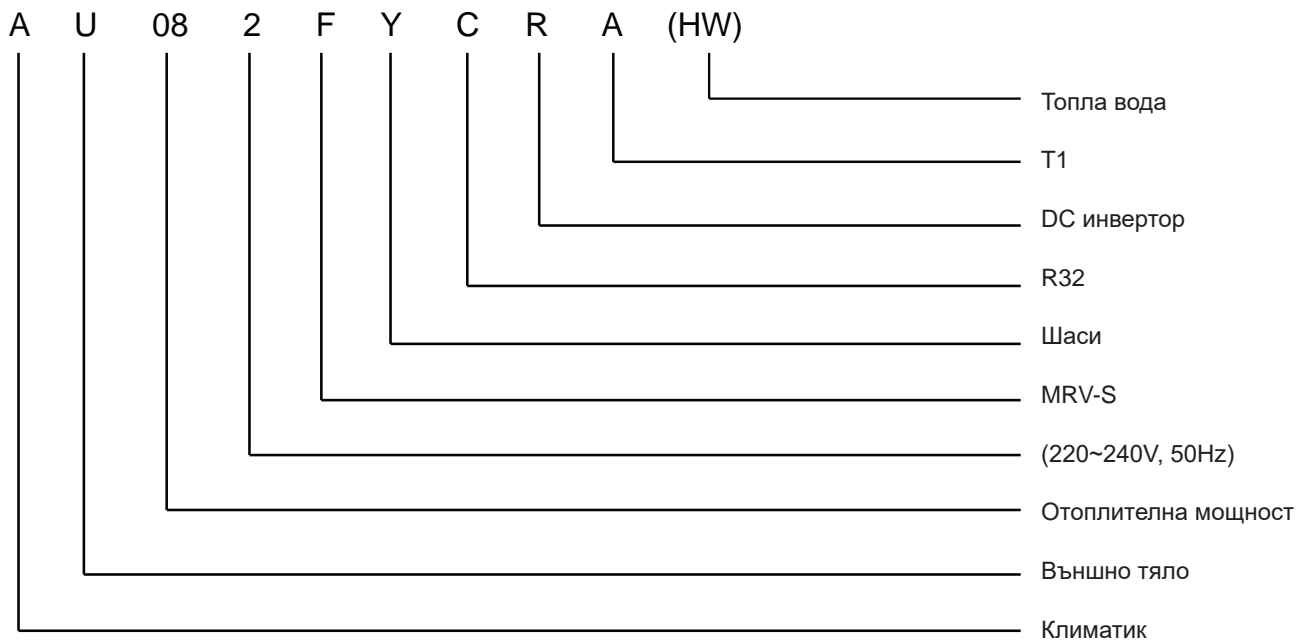 A U 08 2 F Y C R A (HW)
Топла вода
T1
DC инвертор
R32
Шаси
MRV-S
(220~240V, 50Hz)
Отоплителна мощност
Външно тяло
Климатик